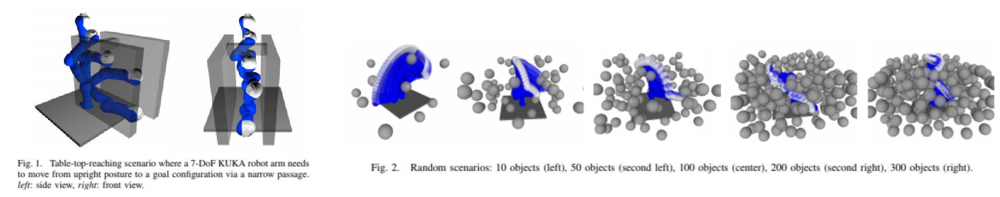 Fig. 1. Table-top-reaching scenario where a 7-DoF KUKA robot arm needs
to move from upright posture to a goal configuration via a narrow passage.
left: side view, right: front view.
Fig. 2. Random scenarios: 10 objects (left), 50 objects (second left), 100 objects (center), 200 objects (second right), 300 objects (right).